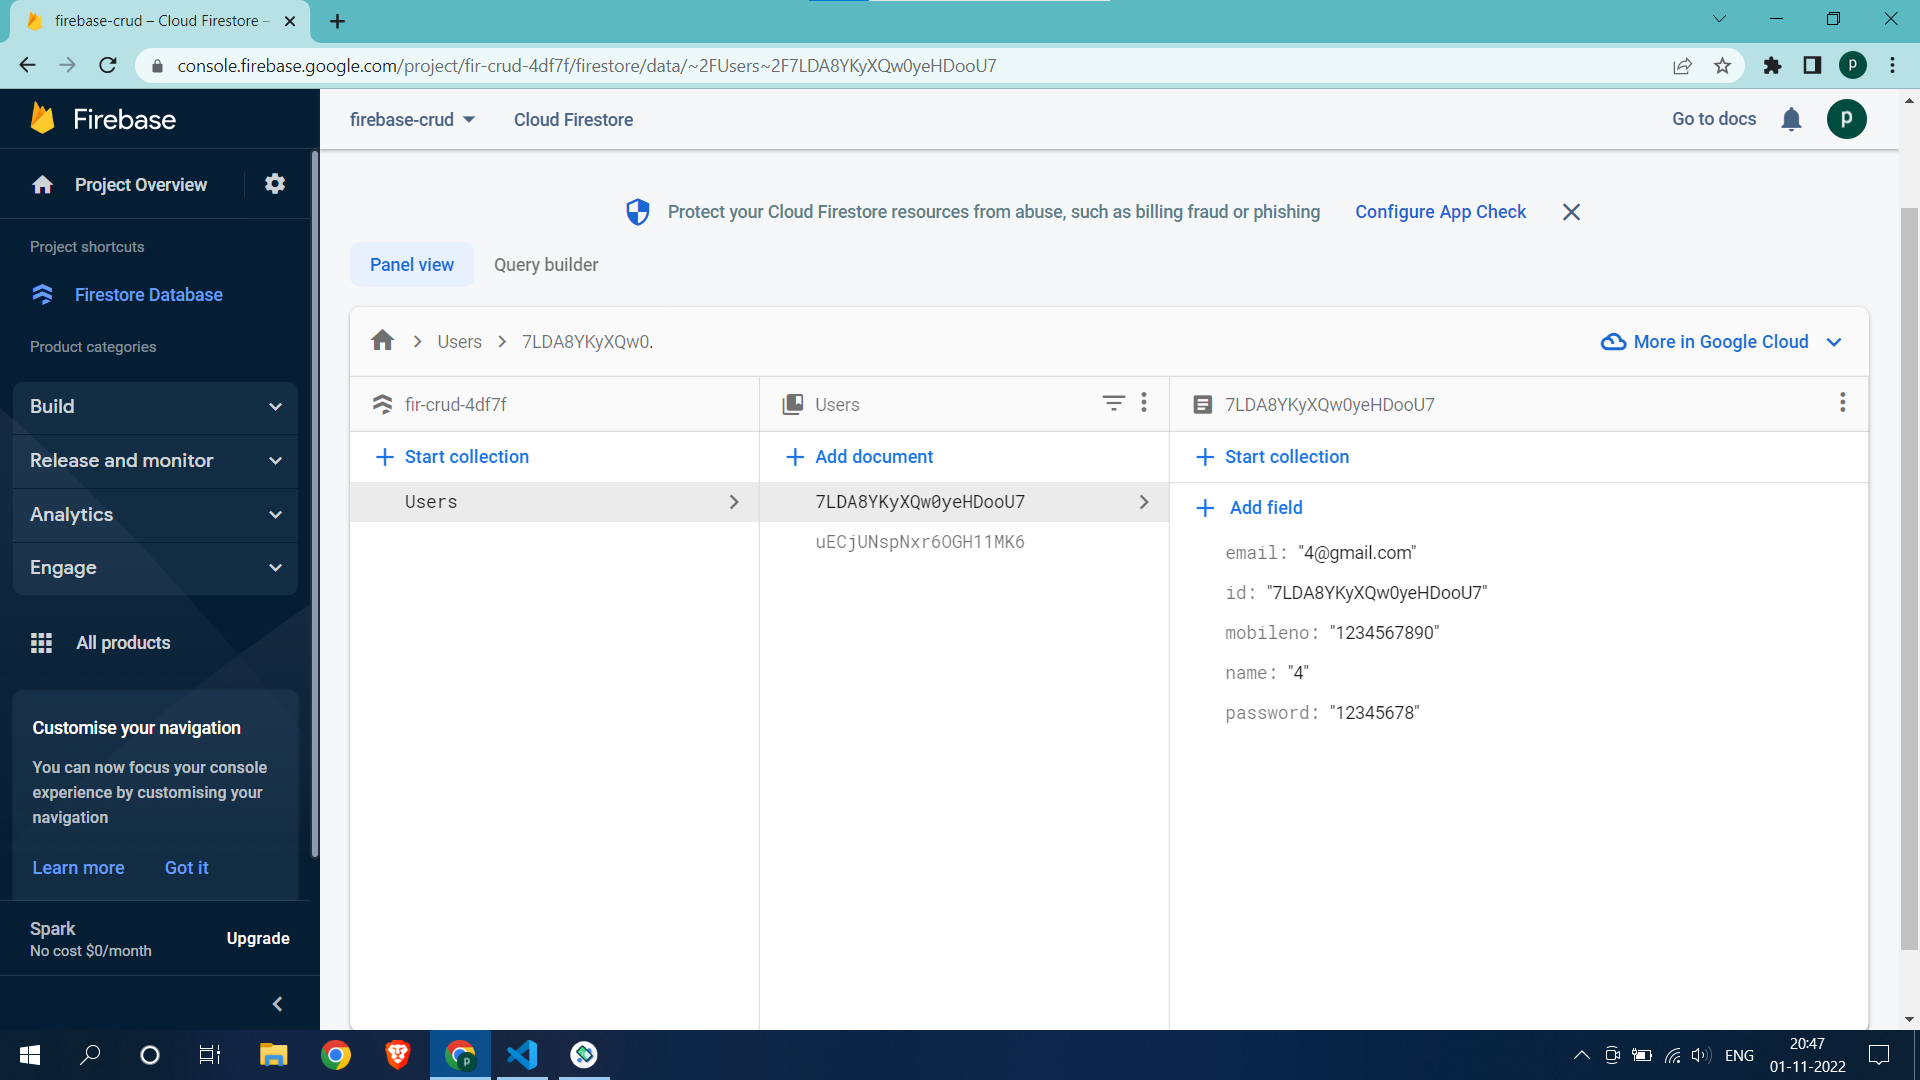 firebase-crud – Cloud Firestore –
console.firebase.google.com/project/fir-crud-4df7f/firestore/data/~2FUsers~2F7LDA8YKyXQw0yeHDooU7
P
Firebase
firebase-crud
Cloud Firestore
Go to docs
p
Project Overview
Project shortcuts
Firestore Database
Product categories
Build
Release and monitor
Analytics
Engage
All products
Customise your navigation
You can now focus your console
experience by customising your
navigation
Learn more
Got it
Spark
No cost $0/month
Upgrade
Protect your Cloud Firestore resources from abuse, such as billing fraud or phishing
Configure App Check
Panel view
Query builder
Users
7LDA8YKyXQw0.
More in Google Cloud
fir-crud-4df7f
Start collection
Users
Users
Add document
7LDA8YKyXQw0yeHDooU7
uECjUNspNxr6OGH11MK6
7LDA8YKyXQw0yeHDooU7
Start collection
Add field
email: "4@gmail.com"
id: "7LDA8YKyXQw0yeHDooU7"
mobileno: "1234567890"
name: "4"
password: "12345678"
ENG
20:47
01-11-2022